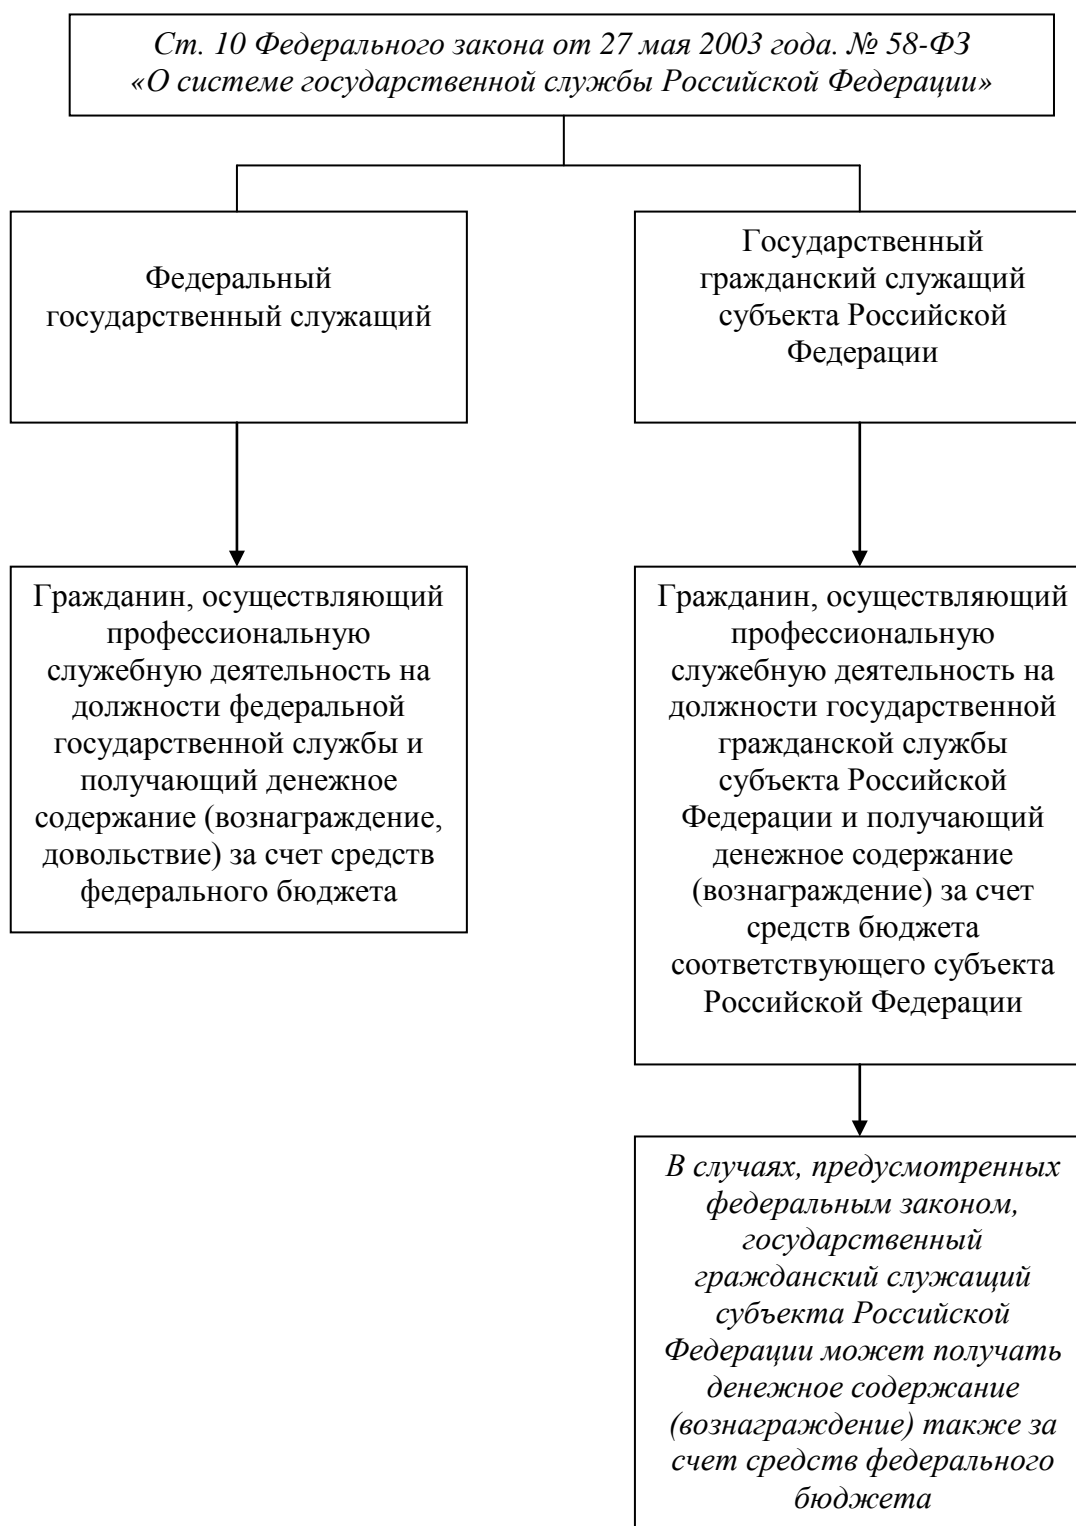 Ст. 10 Федерального закона от 27 мая 2003 года. № 58-ФЗ
«О системе государственной службы Российской Федерации»
Федеральный
государственный служащий
Государственный
гражданский служащий
субъекта Российской
Федерации
Гражданин, осуществляющий
профессиональную
служебную деятельность на
должности федеральной
государственной службы и
получающий денежное
содержание (вознаграждение,
довольствие) за счет средств
федерального бюджета
Гражданин, осуществляющий
профессиональную
служебную деятельность на
должности государственной
гражданской службы
субъекта Российской
Федерации и получающий
денежное содержание
(вознаграждение) за счет
средств бюджета
соответствующего субъекта
Российской Федерации
В случаях, предусмотренных
федеральным законом,
государственный
гражданский служащий
субъекта Российской
Федерации может получать
денежное содержание
(вознаграждение) также за
счет средств федерального
бюджета